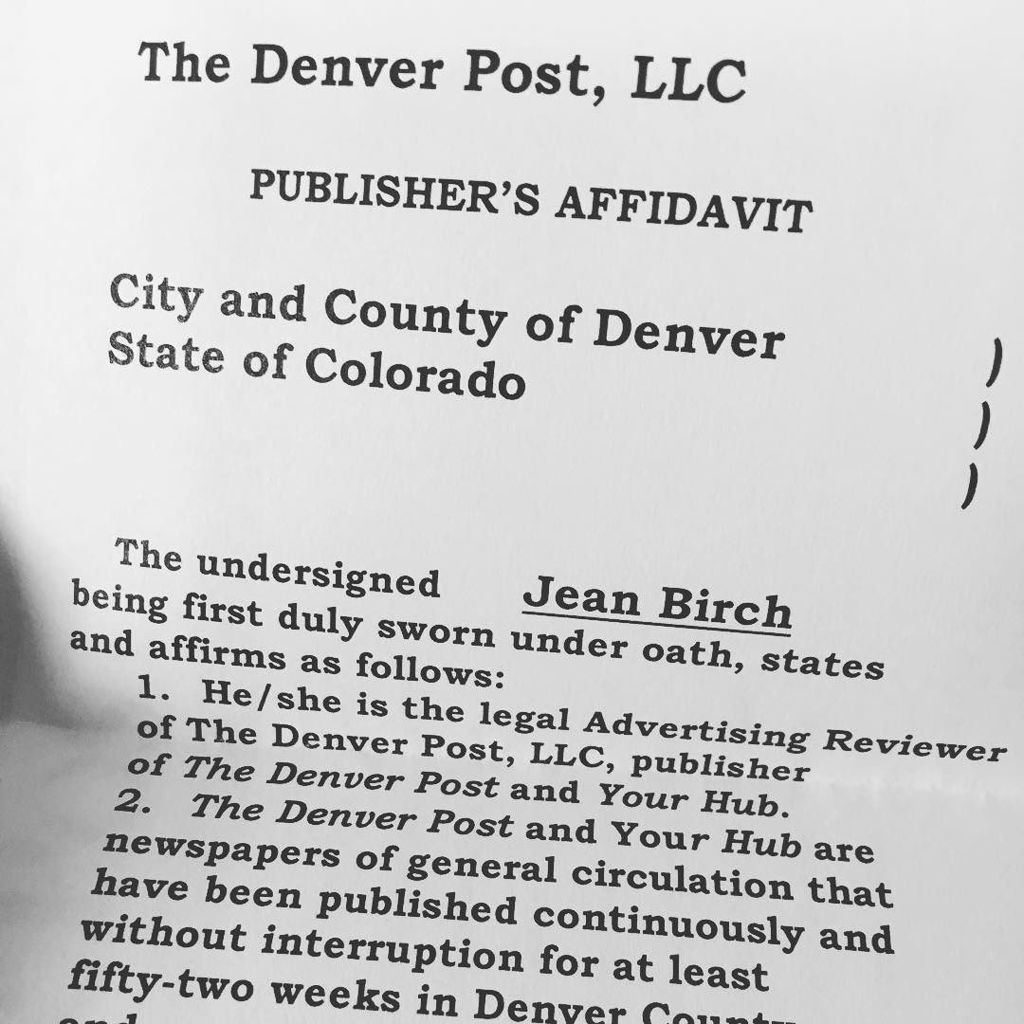 The Denver Post, LLC
PUBLISHER'S AFFIDAVIT
City and County of Denver )
State of Colorado )
)
The undersigned Jean Birch
being first duly sworn under oath, states
and affirms as follows:
1. He/she is the legal Advertising Reviewer
of The Denver Post, LLC, publisher
of The Denver Post and Your Hub.
2. The Denver Post and Your Hub are
newspapers of general circulation that
have been published continuously and
without interruption for at least
fifty-two weeks in Denver County
and